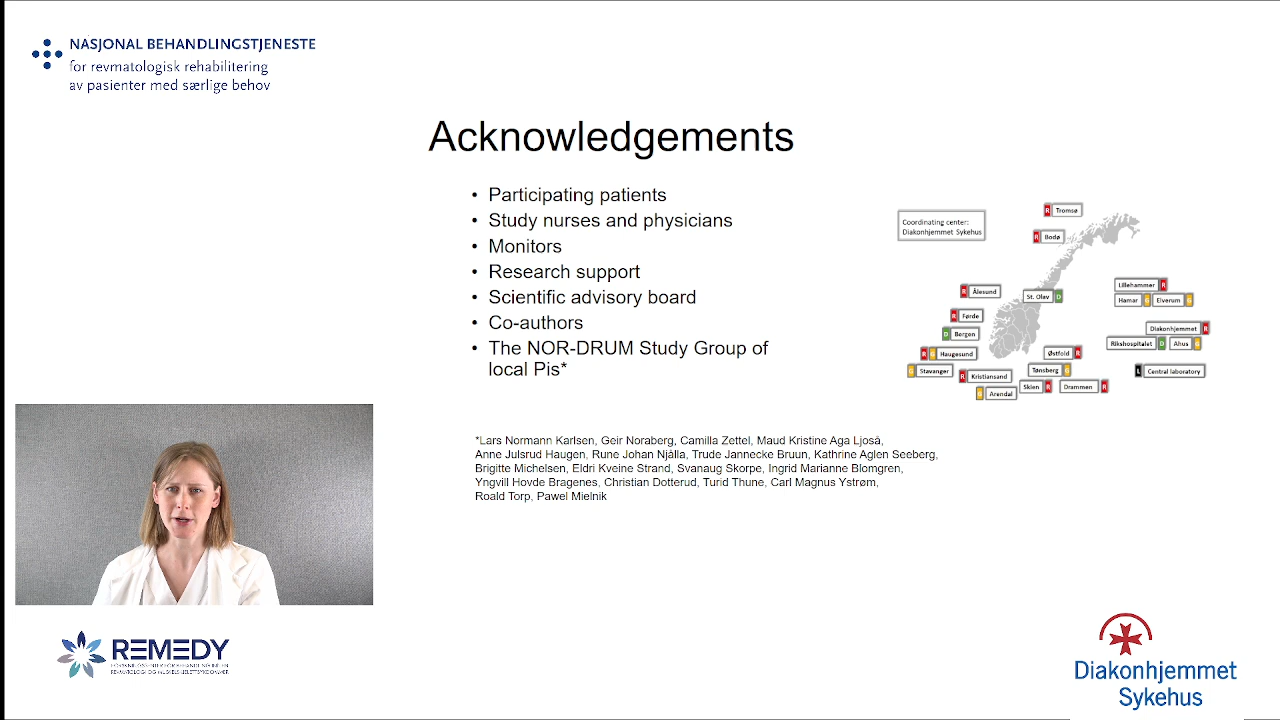 NASJONAL BEHANDLINGSTJENESTE
for revmatologisk rehabilitering
av pasienter med særlige behov
Acknowledgements
• Participating patients
• Study nurses and physicians
• Monitors
• Research support
• Scientific advisory board
• Co-authors
• The NOR-DRUM Study Group of
local Pis*
Coordinating center:
Diakonhjemmet Sykehus
R Tromsø
R Bodø
R Ålesund
St. Olav D
Lillehammer R
Hamar G Elverum G
R Førde
D Bergen
Diakonhjemmet R
Rikshospitalet D Ahus G
R G Haugesund
Østfold R
G Stavanger
R Kristiansand
Tønsberg G
L Central laboratory
Arendal
Skien R
Drammen R
*Lars Normann Karlsen, Geir Noraberg, Camilla Zettel, Maud Kristine Aga Ljoså,
Anne Julsrud Haugen, Rune Johan Njålla, Trude Jannecke Bruun, Kathrine Aglen Seeberg,
Brigitte Michelsen, Eldri Kveine Strand, Svanaug Skorpe, Ingrid Marianne Blomgren,
Yngvill Hovde Bragenes, Christian Dotterud, Turid Thune, Carl Magnus Ystrøm,
Roald Torp, Pawel Mielnik
REMEDY
Diakonhjemmet
Sykehus